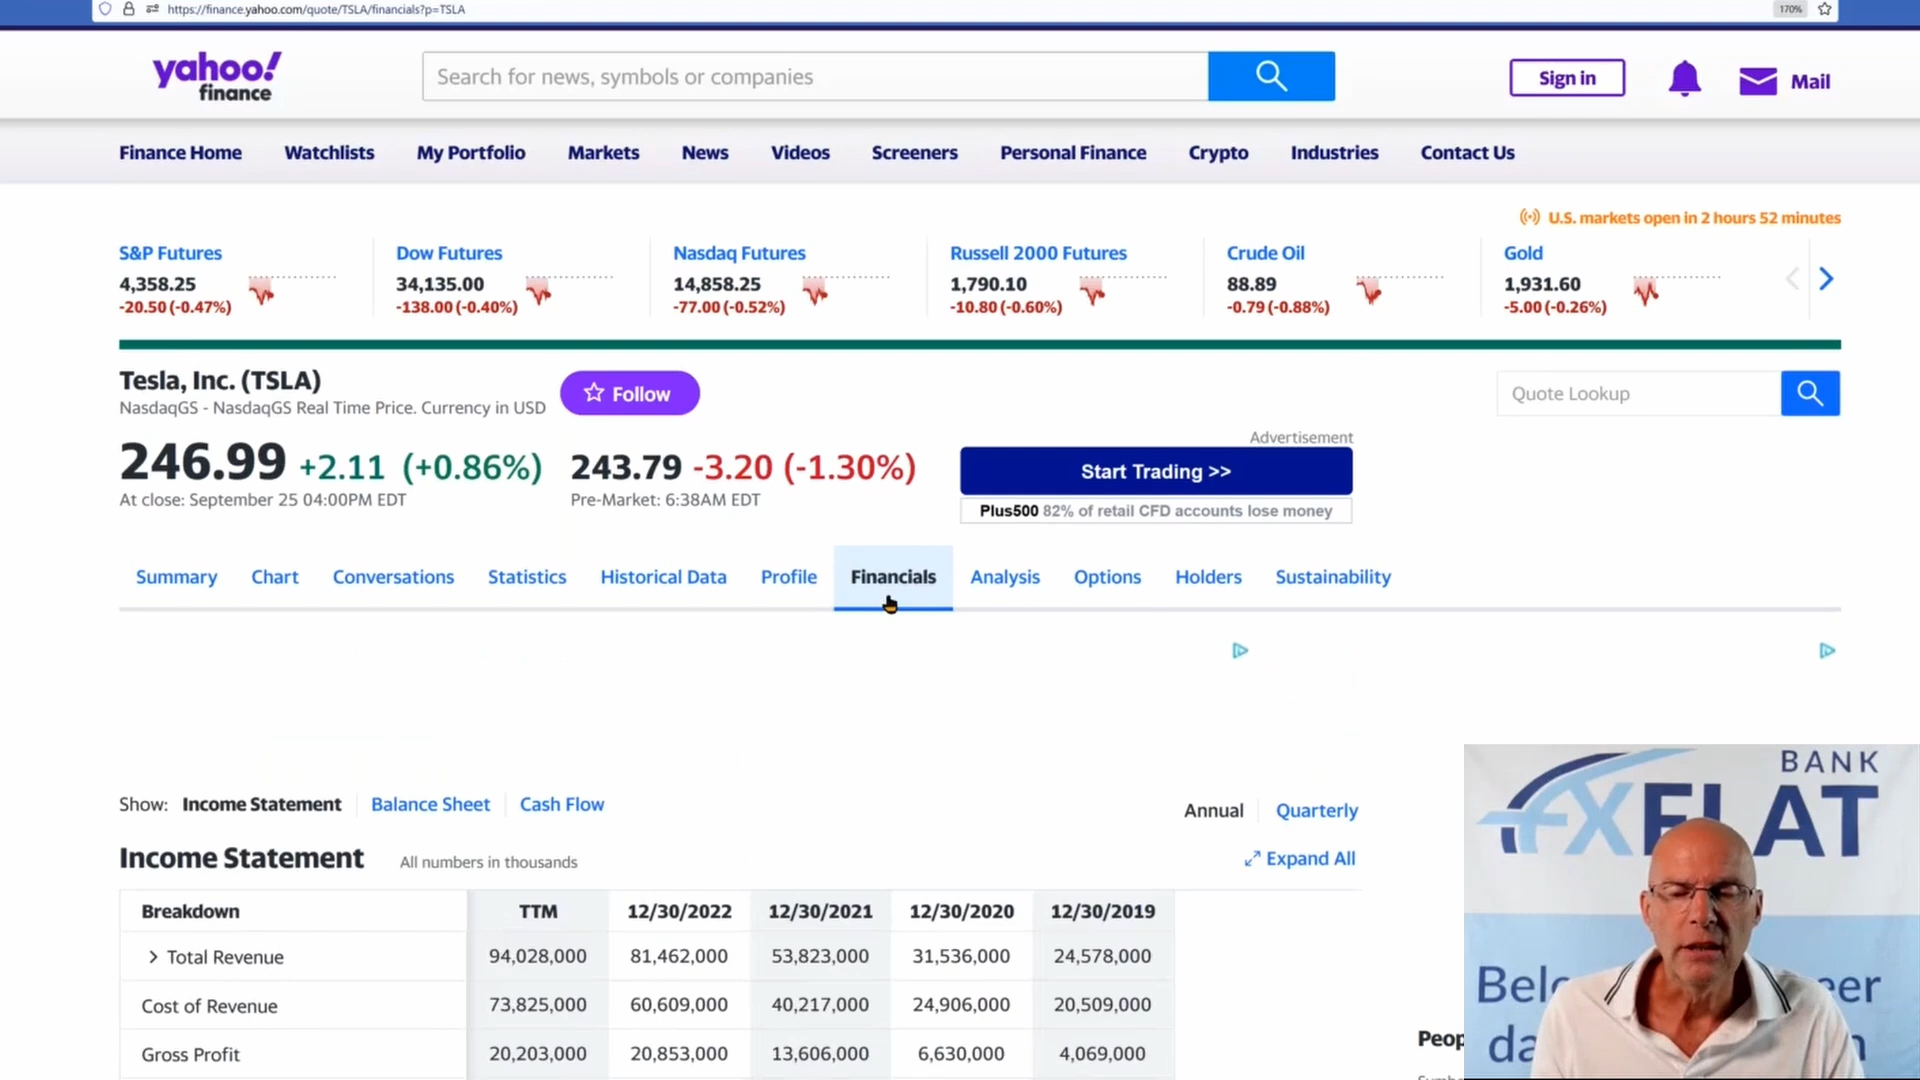 https://finance.yahoo.com/quote/TSLA/financials?p=TSLA
170%
yahoo!
finance
Search for news, symbols or companies
Sign in
Mail
Finance Home
Watchlists
My Portfolio
Markets
News
Videos
Screeners
Personal Finance
Crypto
Industries
Contact Us
U.S. markets open in 2 hours 52 minutes
S&P Futures
4,358.25
-20.50 (-0.47%)
Dow Futures
34,135.00
-138.00 (-0.40%)
Nasdaq Futures
14,858.25
-77.00 (-0.52%)
Russell 2000 Futures
1,790.10
-10.80 (-0.60%)
Crude Oil
88.89
-0.79 (-0.88%)
Gold
1,931.60
-5.00 (-0.26%)
Tesla, Inc. (TSLA)
NasdaqGS - NasdaqGS Real Time Price. Currency in USD
Follow
Quote Lookup
246.99 +2.11 (+0.86%)
At close: September 25 04:00PM EDT
243.79 -3.20 (-1.30%)
Pre-Market: 6:38AM EDT
Advertisement
Start Trading >>
Plus500 82% of retail CFD accounts lose money
Summary
Chart
Conversations
Statistics
Historical Data
Profile
Financials
Analysis
Options
Holders
Sustainability
Show: Income Statement Balance Sheet Cash Flow
Annual Quarterly
Income Statement All numbers in thousands
Expand All
Breakdown TTM 12/30/2022 12/30/2021 12/30/2020 12/30/2019
Total Revenue 94,028,000 81,462,000 53,823,000 31,536,000 24,578,000
Cost of Revenue 73,825,000 60,609,000 40,217,000 24,906,000 20,509,000
Gross Profit 20,203,000 20,853,000 13,606,000 6,630,000 4,069,000
BANK
FXFLAT